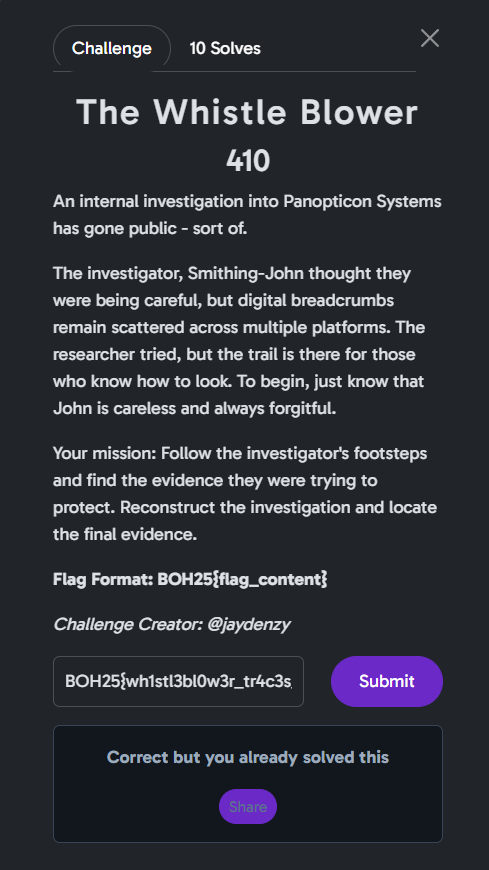 Challenge
10 Solves
The Whistle Blower
410
An internal investigation into Panopticon Systems
has gone public - sort of.
The investigator, Smithing-John thought they
were being careful, but digital breadcrumbs
remain scattered across multiple platforms. The
researcher tried, but the trail is there for those
who know how to look. To begin, just know that
John is careless and always forgitful.
Your mission: Follow the investigator's footsteps
and find the evidence they were trying to
protect. Reconstruct the investigation and locate
the final evidence.
Flag Format: BOH25{flag_content}
Challenge Creator: @jaydenzy
BOH25{wh1stl3bl0w3r_tr4c3s
Submit
Correct but you already solved this
Share